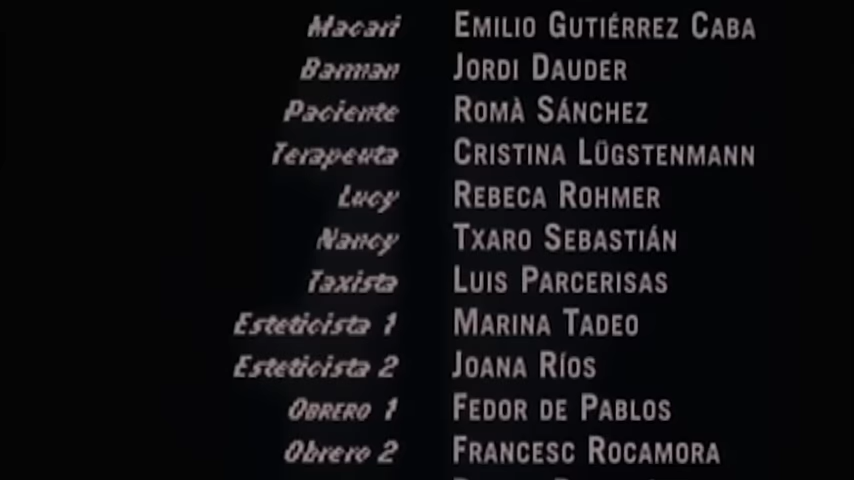 Macari EMILIO GUTIÉRREZ CABA
Barman JORDI DAUDER
Paciente ROMÀ SÁNCHEZ
Terapeuta CRISTINA LÜGSTENMANN
Lucy REBECA ROHMER
Nancy TXARO SEBASTIÁN
Taxista LUIS PARCERISAS
Esteticista 1 MARINA TADEO
Esteticista 2 JOANA RÍOS
OBRERO 1 FEDOR DE PABLOS
Obrero 2 FRANCESC ROCAMORA